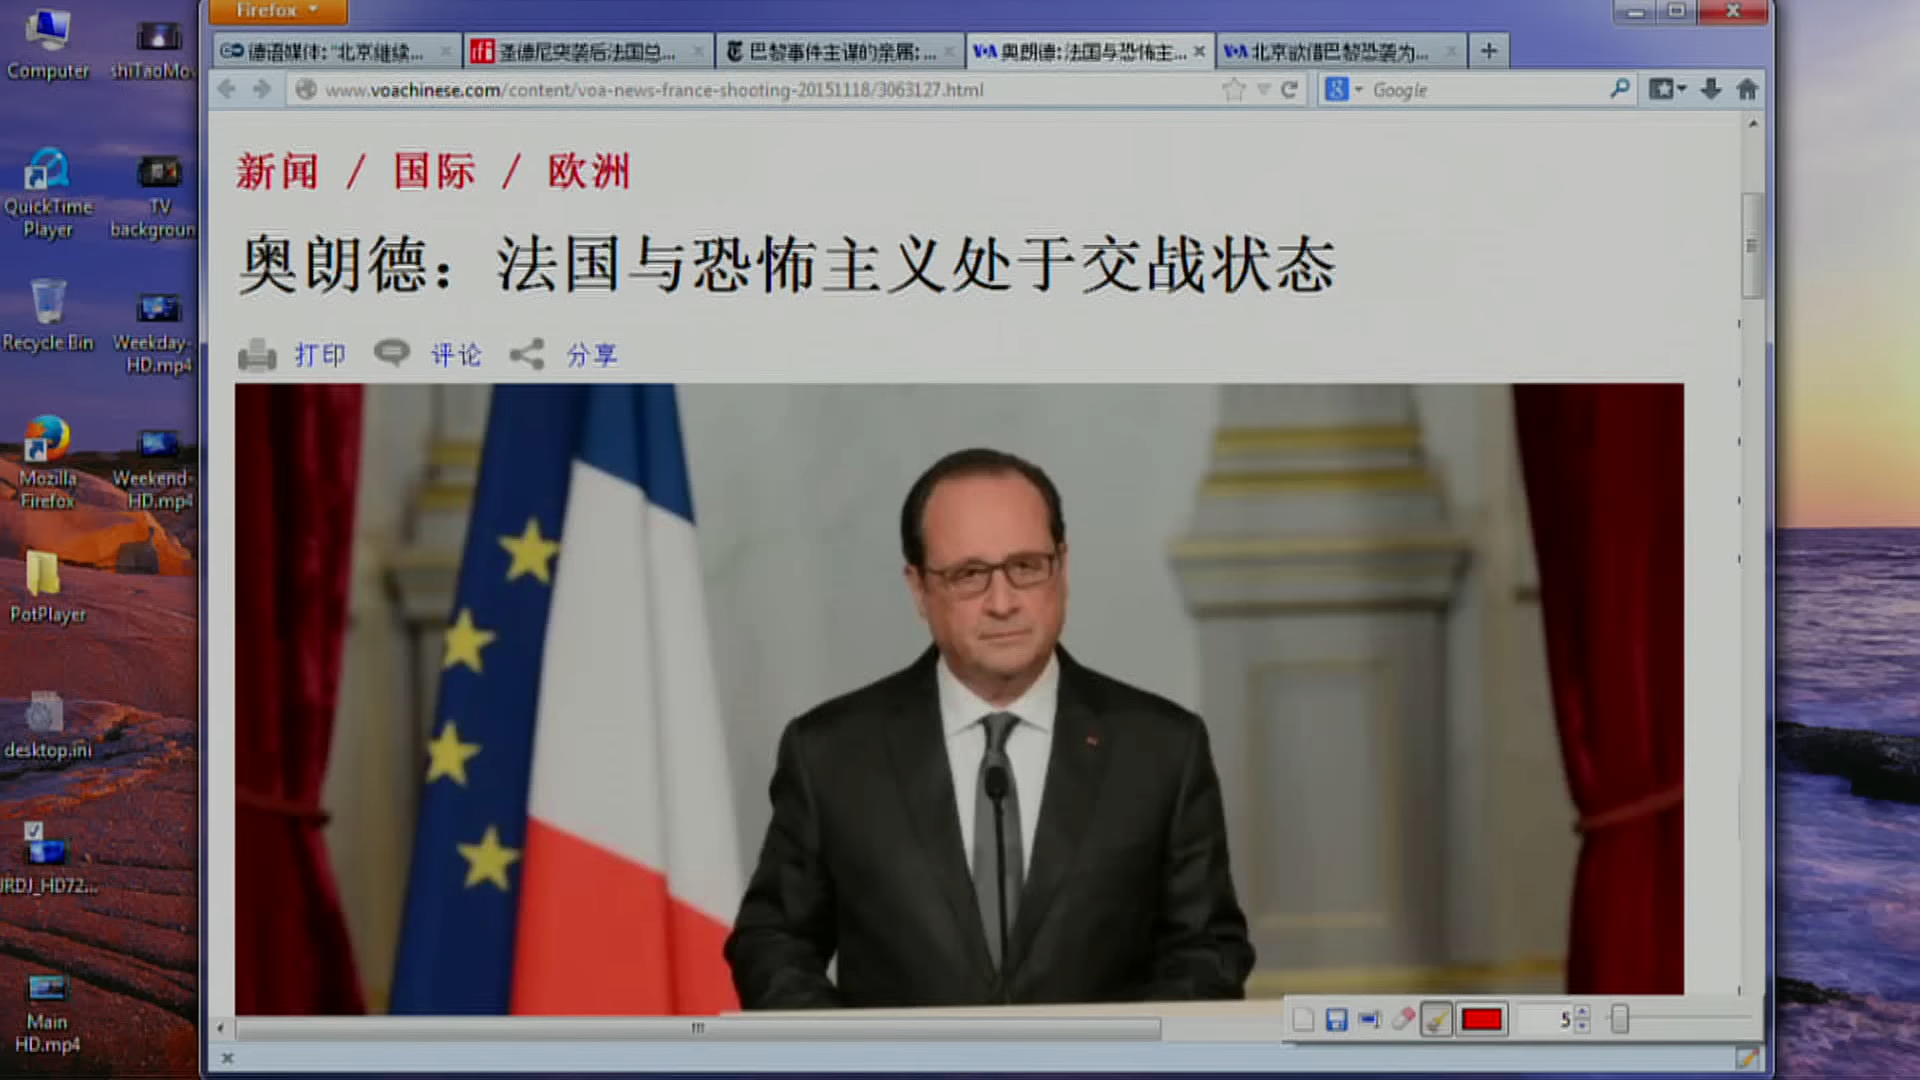 Firefox
德语媒体："北京继续...
rfi 圣德尼突袭后法国总...
巴黎事件主谋的亲属:...
VOA 奥朗德:法国与恐怖主...
VOA 北京欲借巴黎恐袭为...
www.voachinese.com/content/voa-news-france-shooting-20151118/3063127.html
Google
新闻 / 国际 / 欧洲
奥朗德：法国与恐怖主义处于交战状态
打印 评论 分享
5
Computer
shiTaoMo
QuickTime
Player
TV
backgroun
Recycle Bin
Weekday-
HD.mp4
Mozilla
Firefox
Weekend-
HD.mp4
PotPlayer
desktop.ini
JRDJ_HD72...
Main
HD.mp4